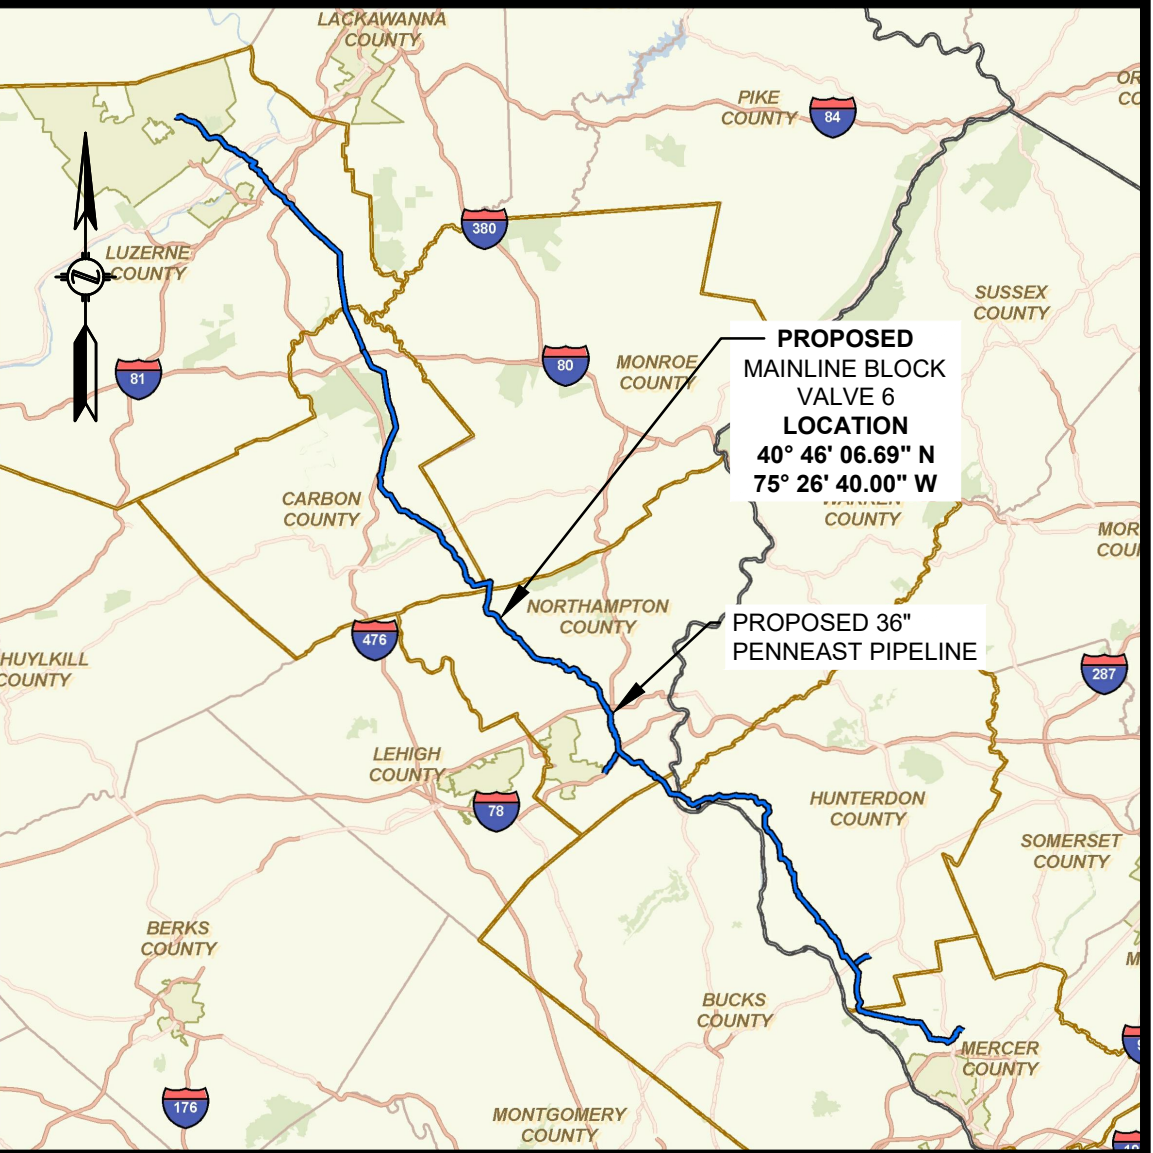 LACKAWANNA
COUNTY
PIKE
COUNTY
84
380
LUZERNE
COUNTY
SUSSEX
COUNTY
81
80
MONROE
COUNTY
PROPOSED
MAINLINE BLOCK
VALVE 6
LOCATION
40° 46' 06.69" N
75° 26' 40.00" W
CARBON
COUNTY
WARREN
COUNTY
MOR
COU
NORTHAMPTON
COUNTY
PROPOSED 36"
PENNEAST PIPELINE
476
HUYLKILL
COUNTY
287
LEHIGH
COUNTY
78
HUNTERDON
COUNTY
SOMERSET
COUNTY
BERKS
COUNTY
BUCKS
COUNTY
MERCER
COUNTY
176
MONTGOMERY
COUNTY